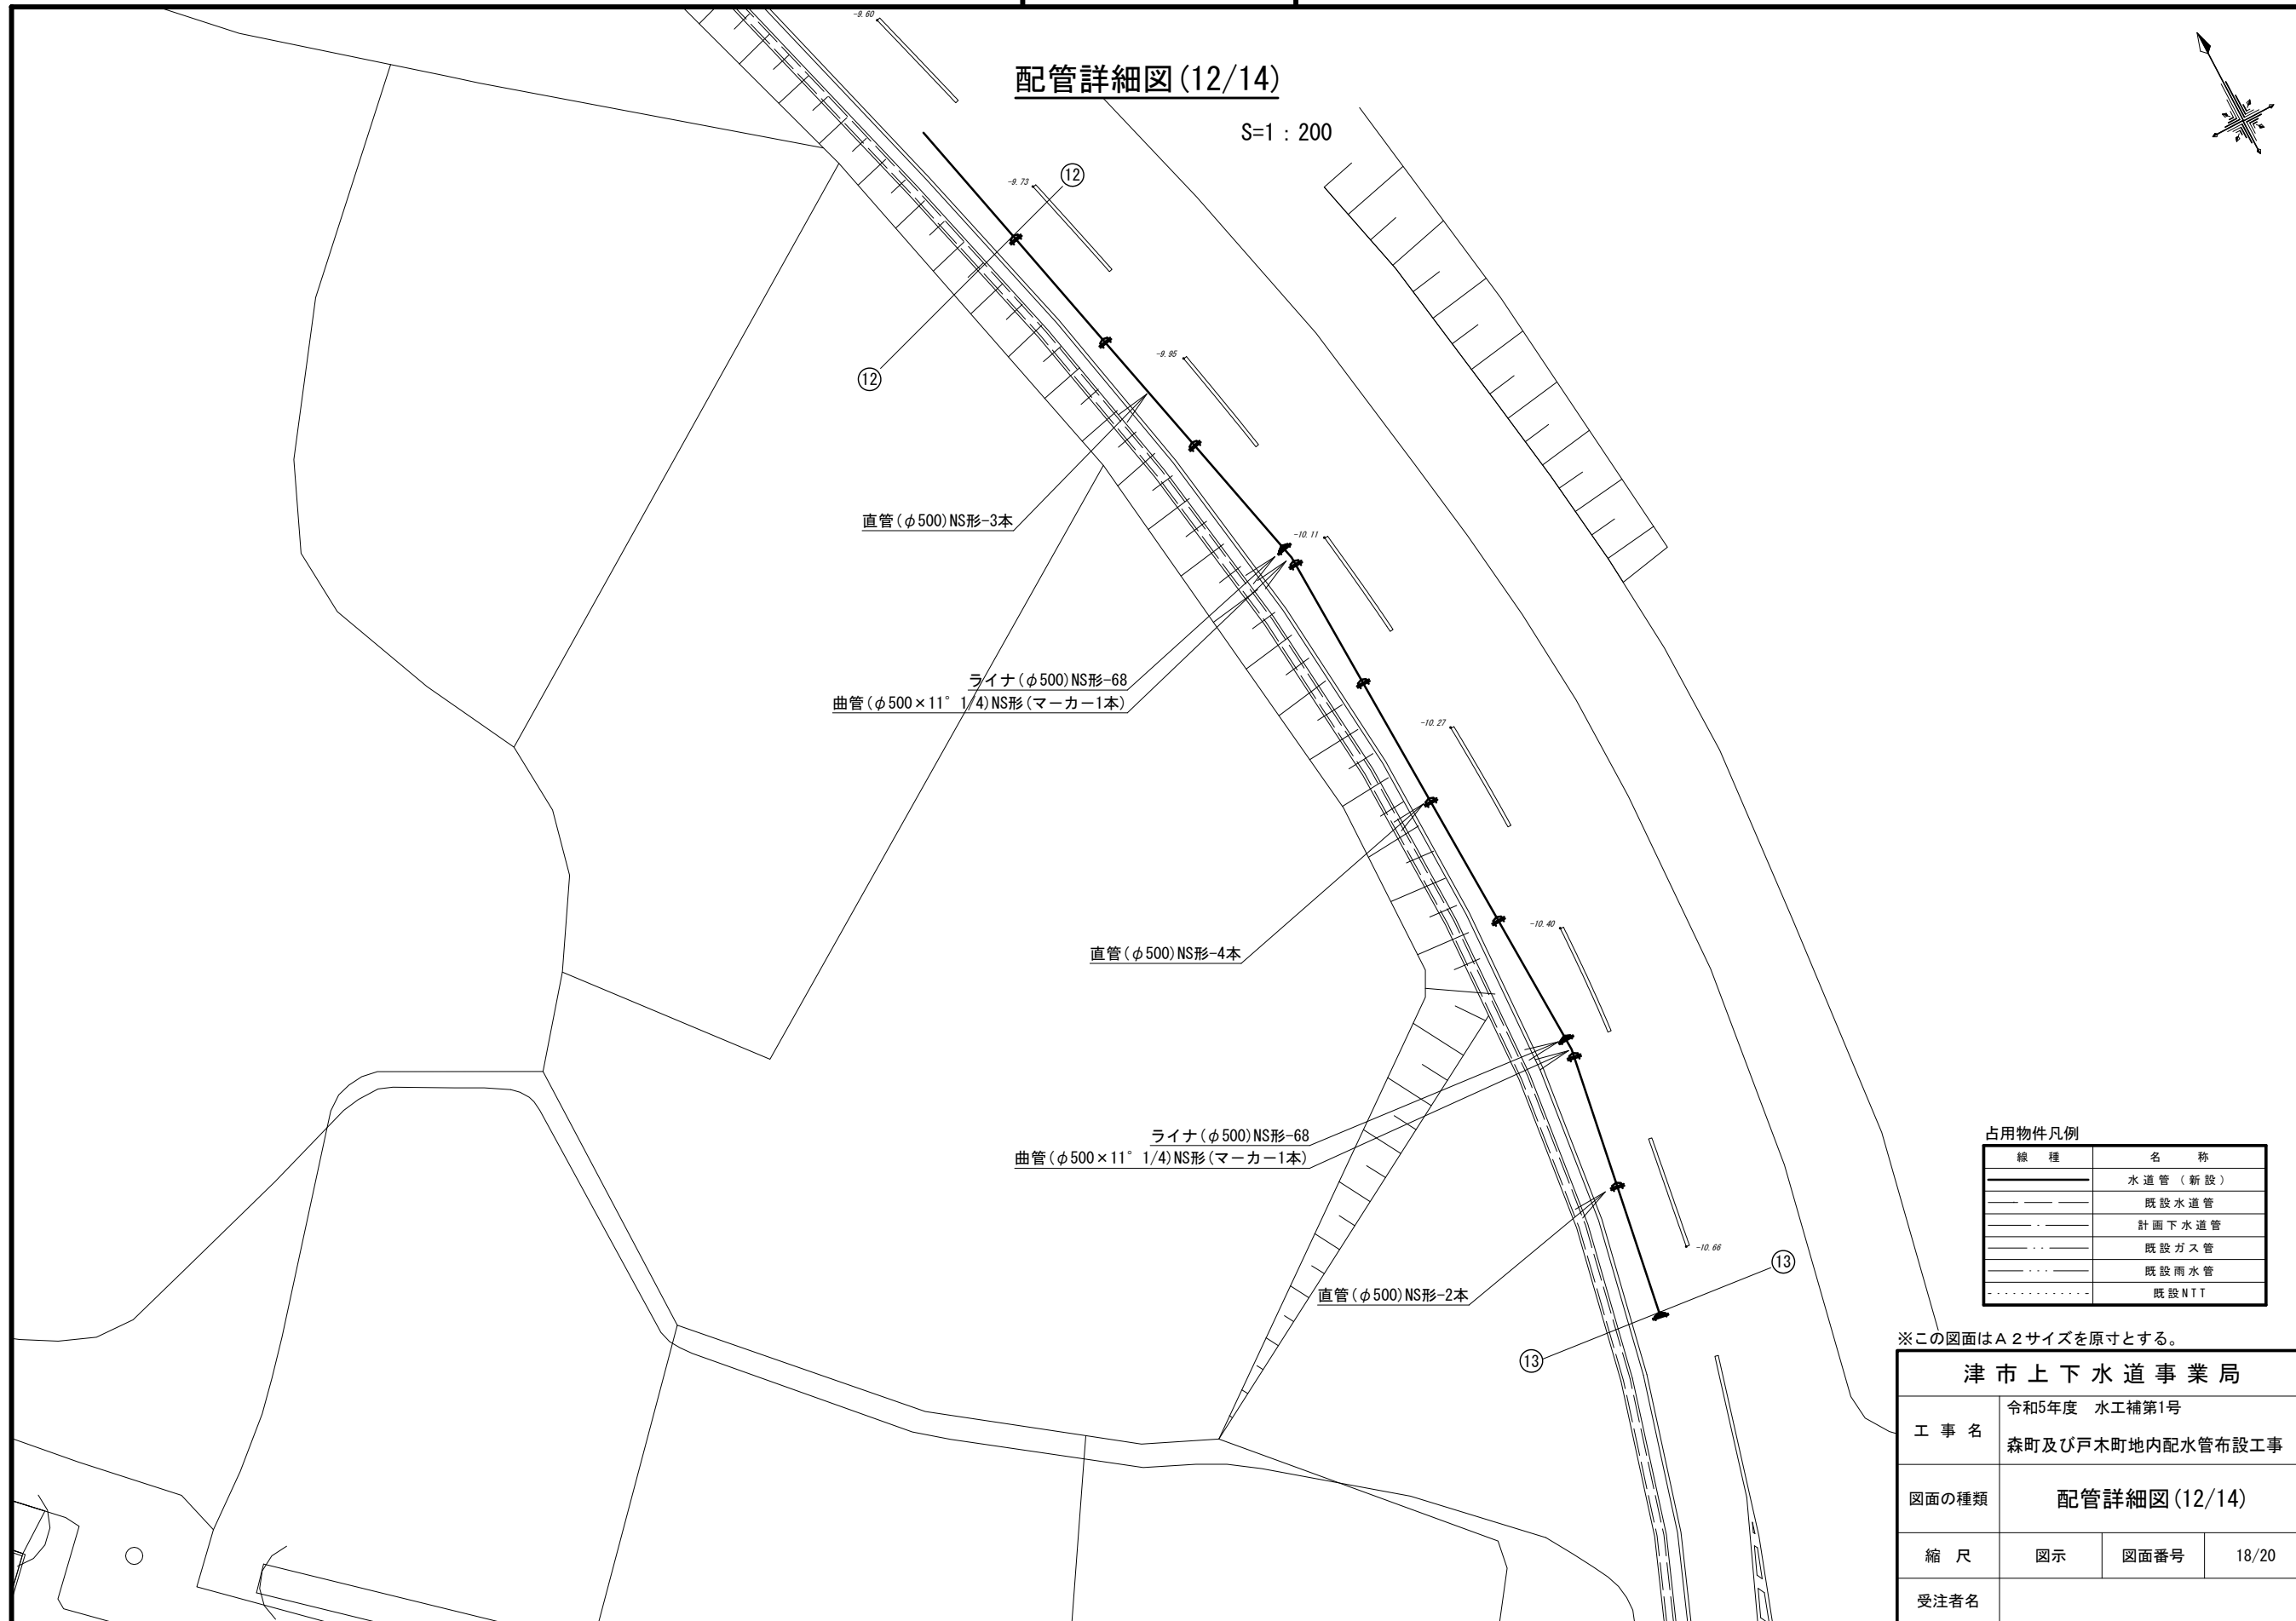 配管詳細図(12/14)
S=1：200
-9.60
-9.73
⑫
⑫
-9.95
直管(φ500)NS形-3本
-10.11
ライナ(φ500)NS形-68
曲管(φ500×11°1/4)NS形(マーカー1本)
-10.27
直管(φ500)NS形-4本
-10.40
ライナ(φ500)NS形-68
曲管(φ500×11°1/4)NS形(マーカー1本)
-10.66
直管(φ500)NS形-2本
⑬
⑬
占用物件凡例
線 種 名 称
水道管（新設）
既設水道管
計画下水道管
既設ガス管
既設雨水管
既設NTT
※この図面はA2サイズを原寸とする。
津市上下水道事業局
工事名 令和5年度 水工補第1号
森町及び戸木町地内配水管布設工事
図面の種類 配管詳細図(12/14)
縮尺 図示 図面番号 18/20
受注者名